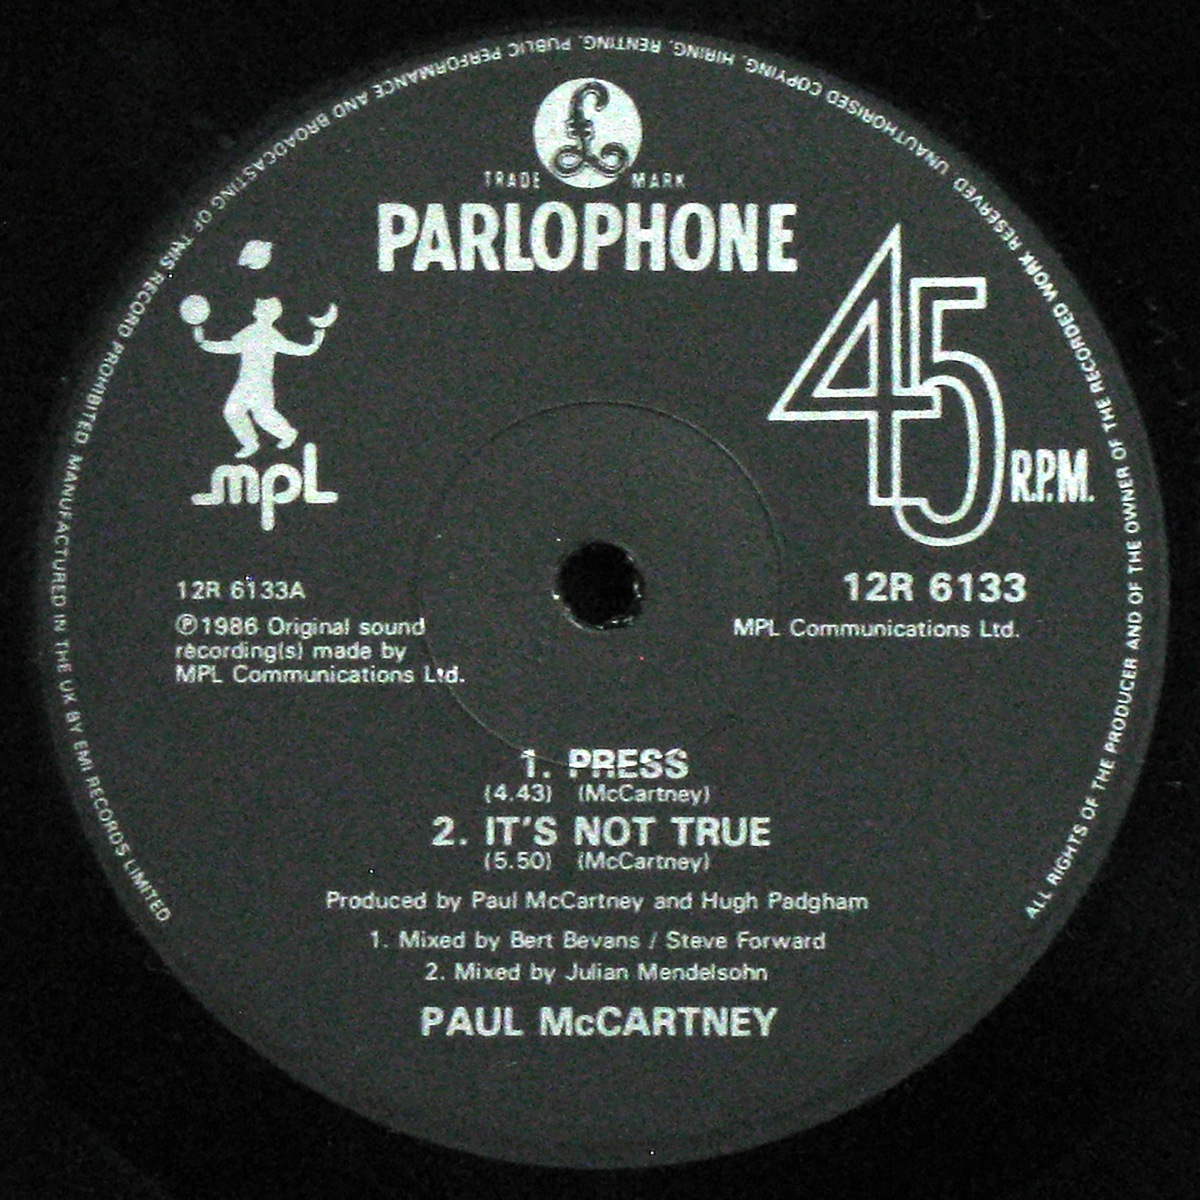 ALL RIGHTS OF THE PRODUCER AND OF THE OWNER OF THE RECORDED WORK RESERVED. UNAUTHORISED COPYING, HIRING, RENTING, PUBLIC PERFORMANCE AND BROADCASTING OF THIS RECORD PROHIBITED. MANUFACTURED IN THE UK BY EMI RECORDS LIMITED
£
TRADE MARK
PARLOPHONE
45 R.P.M.
mpl
12R 6133A
℗1986 Original sound
recording(s) made by
MPL Communications Ltd.
12R 6133
MPL Communications Ltd.
1. PRESS
(4.43) (McCartney)
2. IT'S NOT TRUE
(5.50) (McCartney)
Produced by Paul McCartney and Hugh Padgham
1. Mixed by Bert Bevans / Steve Forward
2. Mixed by Julian Mendelsohn
PAUL McCARTNEY